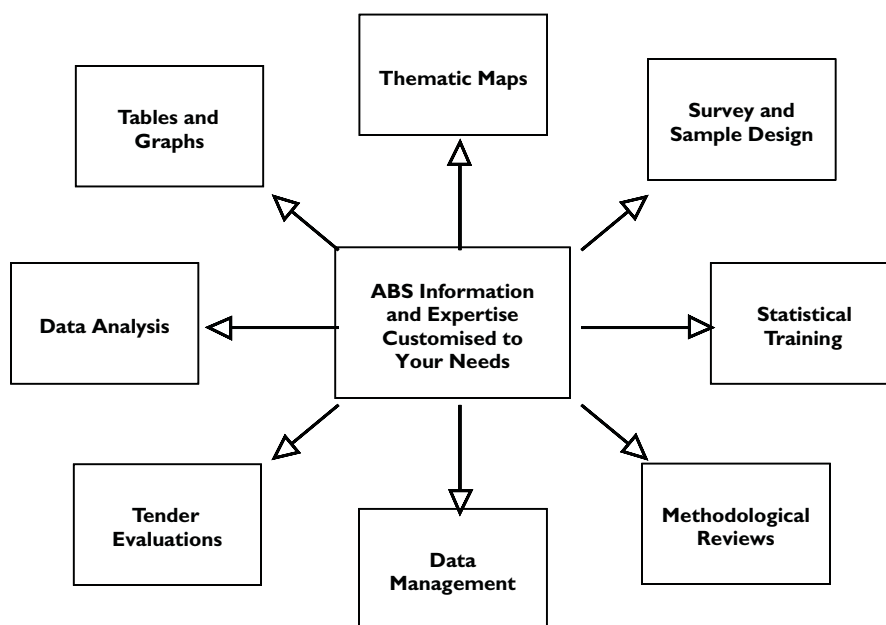 Thematic Maps
Tables and
Graphs
Survey and
Sample Design
ABS Information
and Expertise
Customised to
Your Needs
Data Analysis
Statistical
Training
Tender
Evaluations
Data
Management
Methodological
Reviews